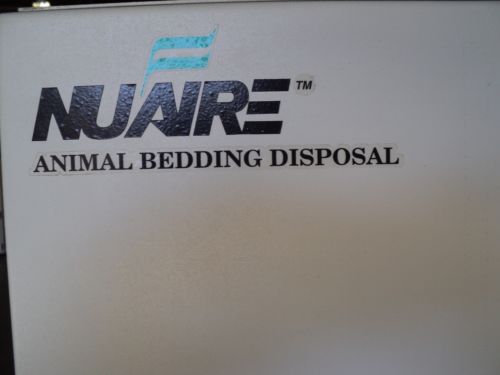 NUAIRE™
ANIMAL BEDDING DISPOSAL